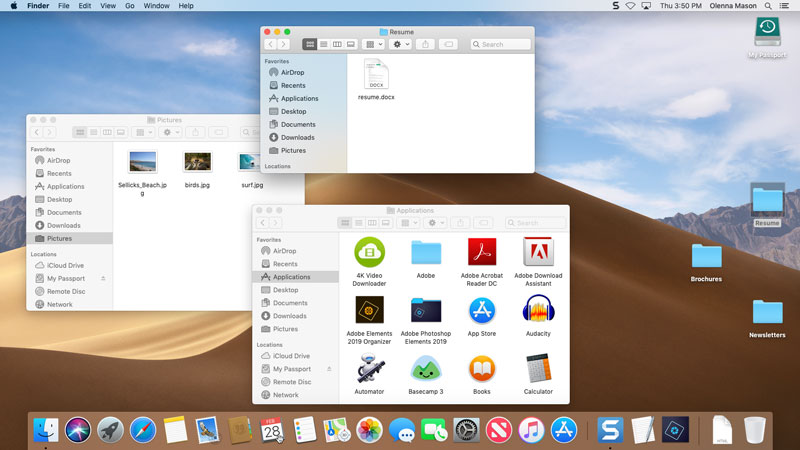 Finder File Edit View Go Window Help
Thu 3:50 PM Olenna Mason
Resume
Search
Favorites
AirDrop
Recents
Applications
Desktop
Documents
Downloads
Pictures
Locations
DOCX
resume.docx
My Passport
Pictures
Favorites
AirDrop
Recents
Applications
Desktop
Documents
Downloads
Pictures
Locations
iCloud Drive
My Passport
Remote Disc
Network
Sellicks_Beach.jp
g
birds.jpg
surf.jpg
Applications
Search
Favorites
AirDrop
Recents
Applications
Desktop
Documents
Downloads
Pictures
Locations
iCloud Drive
My Passport
Remote Disc
Network
4K Video
Downloader
Adobe
Adobe Acrobat
Reader DC
Adobe Download
Assistant
Adobe Elements
2019 Organizer
Adobe Photoshop
Elements 2019
App Store
Audacity
Automator
Basecamp 3
Books
Calculator
Resume
Brochures
Newsletters
28
HTML